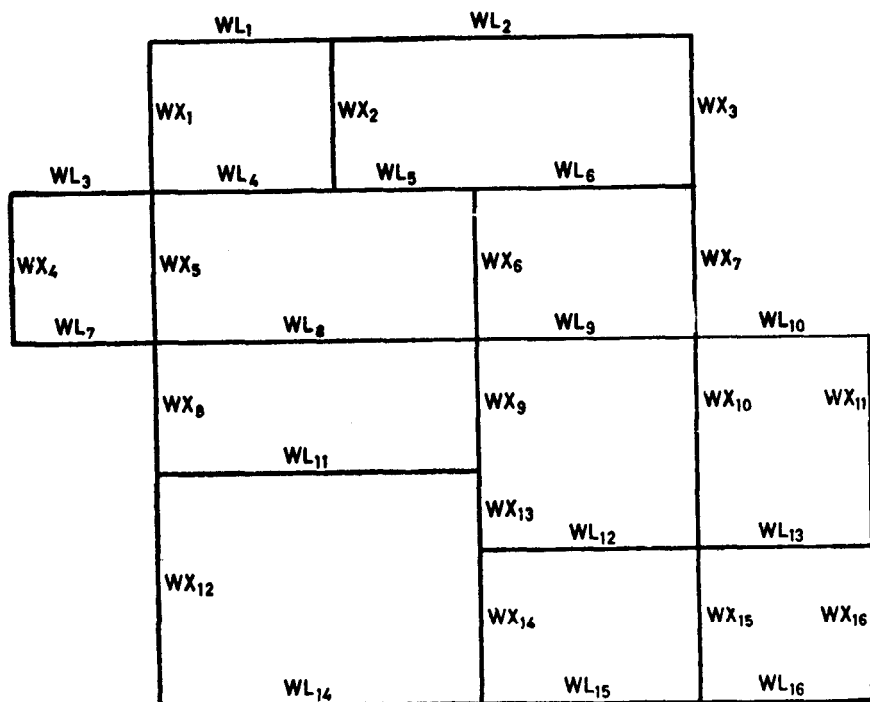 WL₁ WL₂
WX₁ WX₂ WX₃
WL₃ WL₄ WL₅ WL₆
WX₄ WX₅ WX₆ WX₇
WL₇ WL₈ WL₉ WL₁₀
WX₈ WX₉ WX₁₀ WX₁₁
WL₁₁
WX₁₃
WL₁₂ WL₁₃
WX₁₂
WX₁₄ WX₁₅ WX₁₆
WL₁₄ WL₁₅ WL₁₆